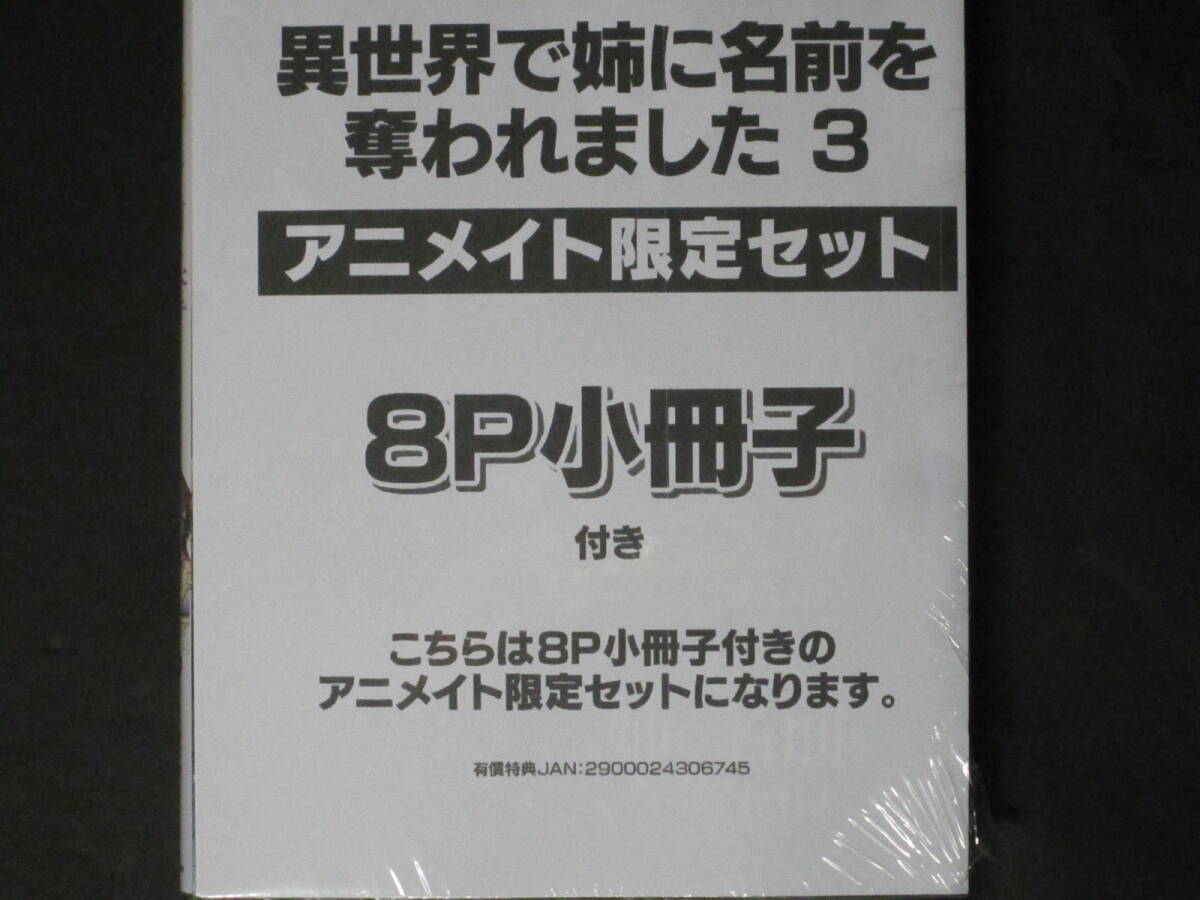 異世界で姉に名前を
奪われました 3
アニメイト限定セット
8P小冊子
付き
こちらは8P小冊子付きの
アニメイト限定セットになります。
有償特典JAN:2900024306745